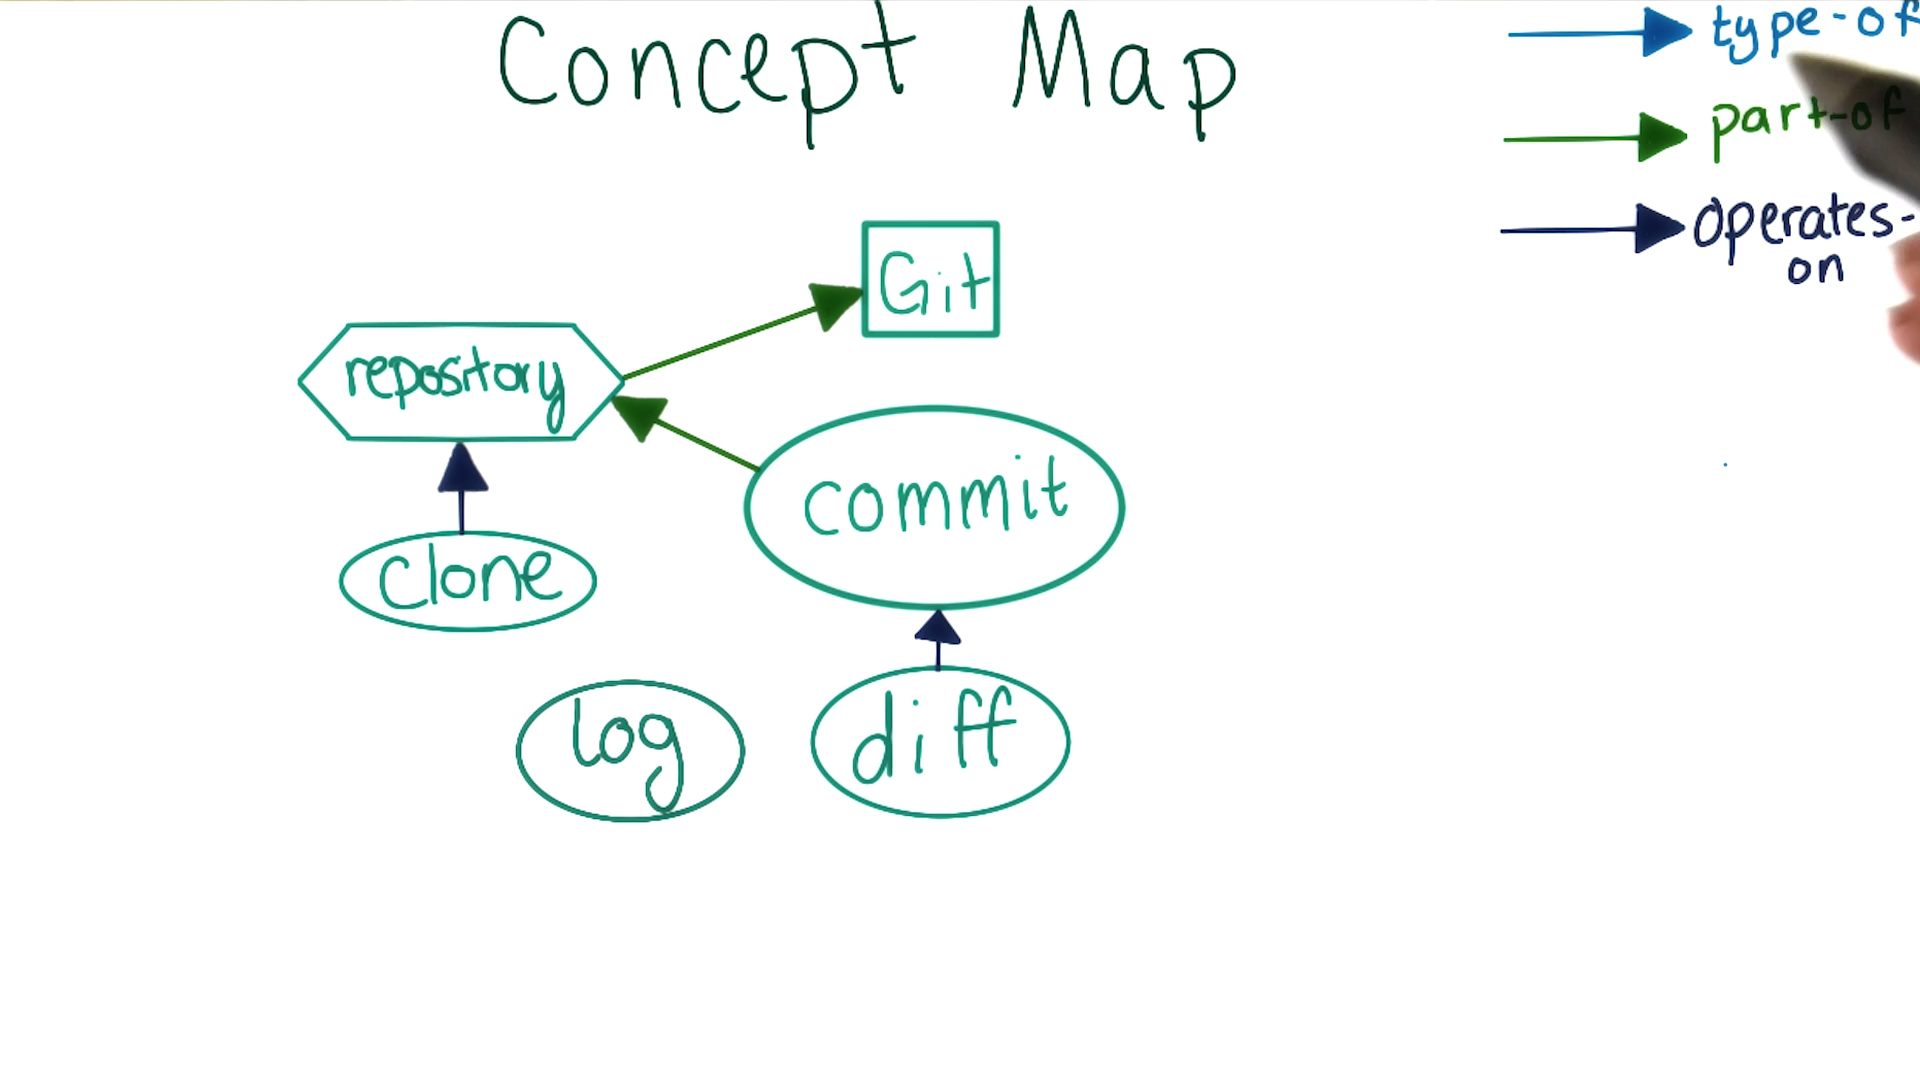 Concept Map
type-of
part-of
operates-
on
Git
repository
commit
clone
log
diff